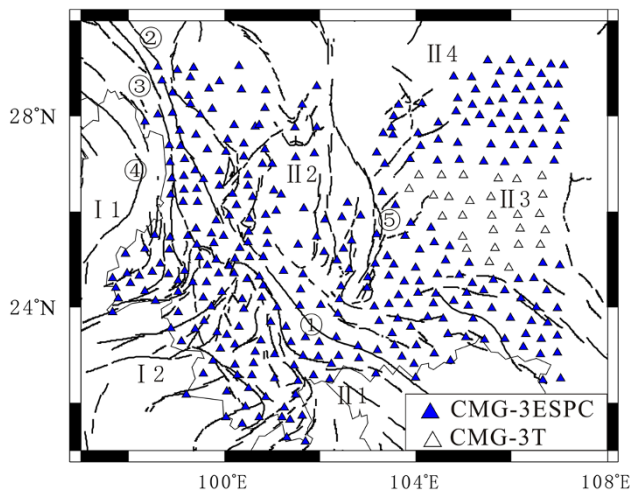 ②
Ⅱ4
③
28°N
④
Ⅰ1
Ⅱ2
Ⅱ3
⑤
24°N
①
Ⅰ2
Ⅱ1
CMG-3ESPC
CMG-3T
100°E
104°E
108°E